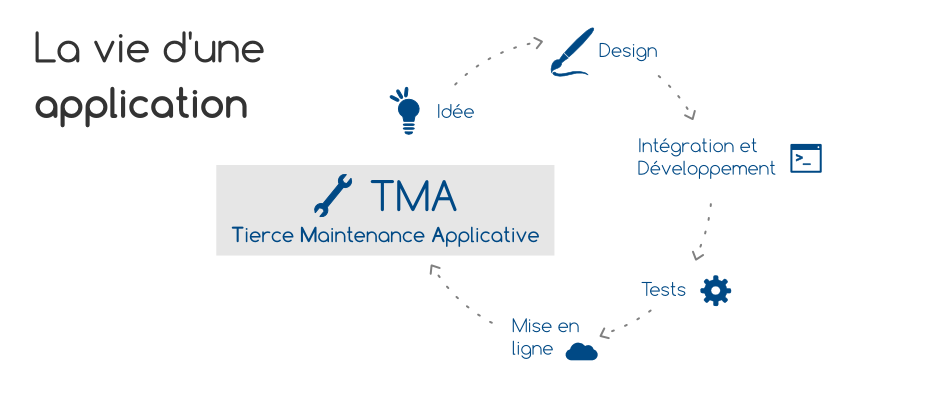 La vie d'une
application
Idée
Design
Intégration et
Développement
>_
Tests
Mise en
ligne
TMA
Tierce Maintenance Applicative